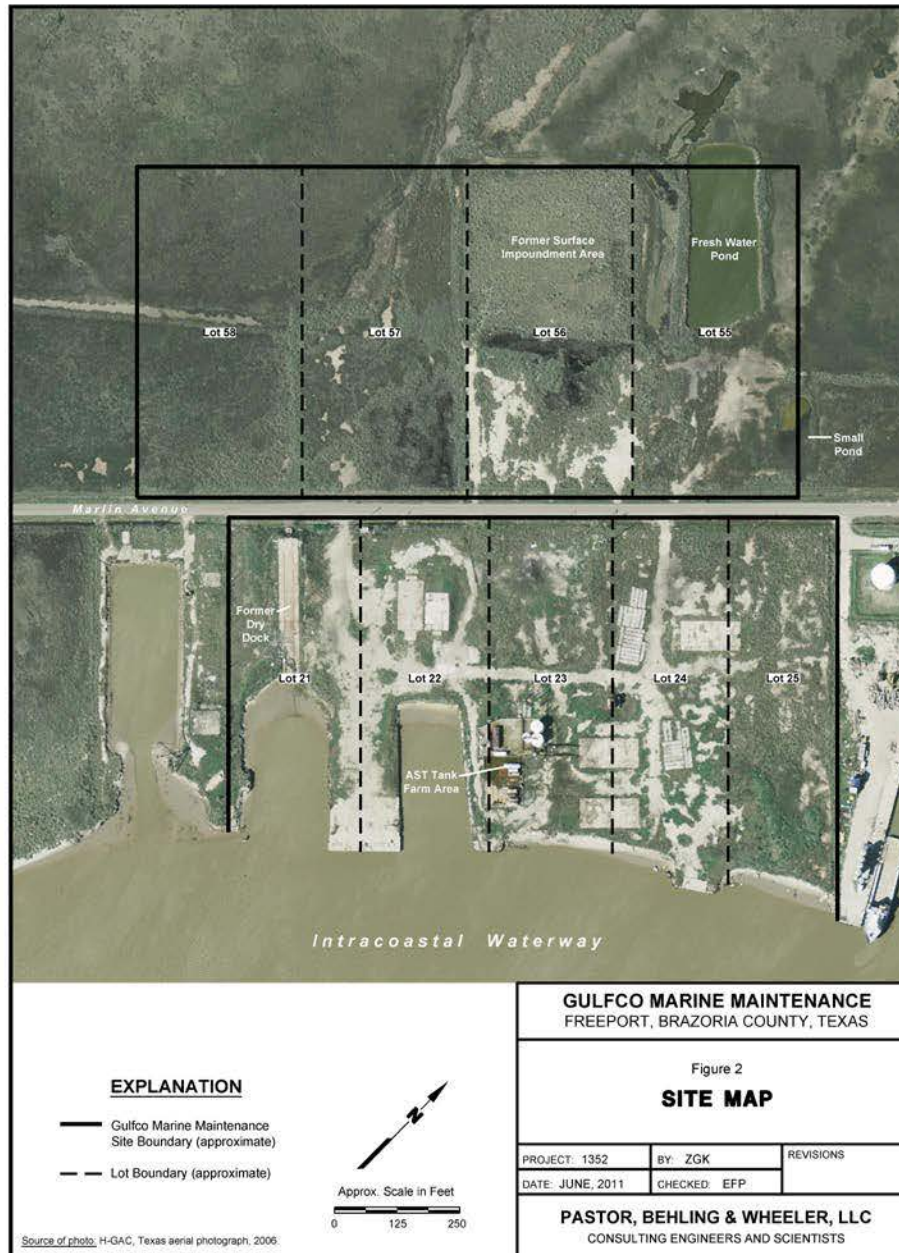 Former Surface
Impoundment Area
Fresh Water
Pond
Lot 58
Lot 57
Lot 56
Lot 55
Small
Pond
Marlin Avenue
Former
Dry
Dock
Lot 21
Lot 22
Lot 23
Lot 24
Lot 25
AST Tank
Farm Area
Intracoastal Waterway
EXPLANATION
Gulfco Marine Maintenance
Site Boundary (approximate)
Lot Boundary (approximate)
Source of photo: H-GAC, Texas aerial photograph, 2006
N
Approx. Scale in Feet
0 125 250
GULFCO MARINE MAINTENANCE
FREEPORT, BRAZORIA COUNTY, TEXAS
Figure 2
SITE MAP
PROJECT: 1352 BY: ZGK REVISIONS
DATE: JUNE, 2011 CHECKED: EFP
PASTOR, BEHLING & WHEELER, LLC
CONSULTING ENGINEERS AND SCIENTISTS